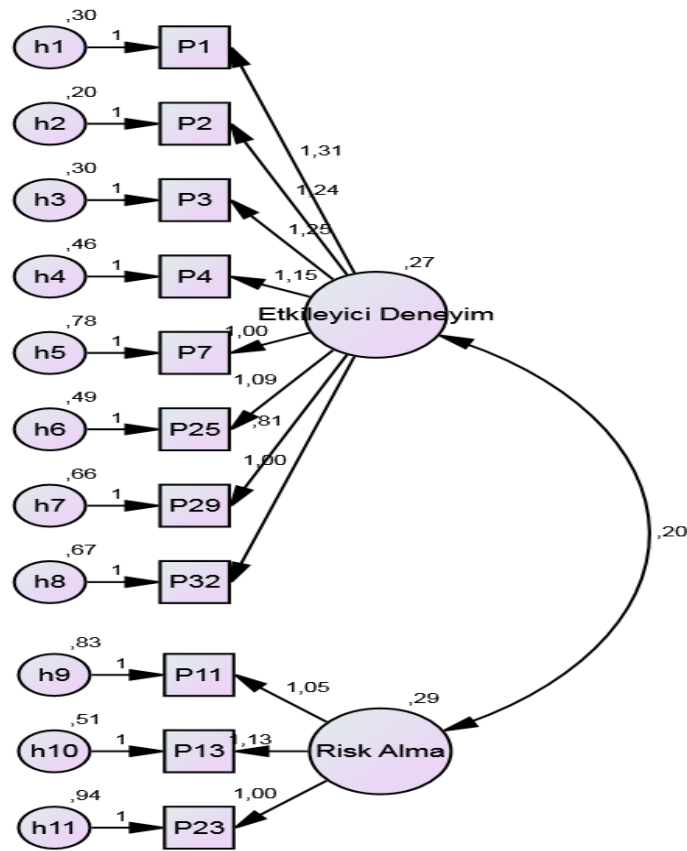 ,30
h1 1 P1
,20
h2 1 P2
1,31
,30
h3 1 P3
1,24
1,25
,46
h4 1 P4
1,15
,27
Etkileyici Deneyim
,78
h5 1 P7
1,00
1,09
,49
h6 1 P25
,81
1,00
,66
h7 1 P29
,20
,67
h8 1 P32
,83
h9 1 P11
1,05
,29
,51
h10 1 P13
1,13
Risk Alma
,94
h11 1 P23
1,00